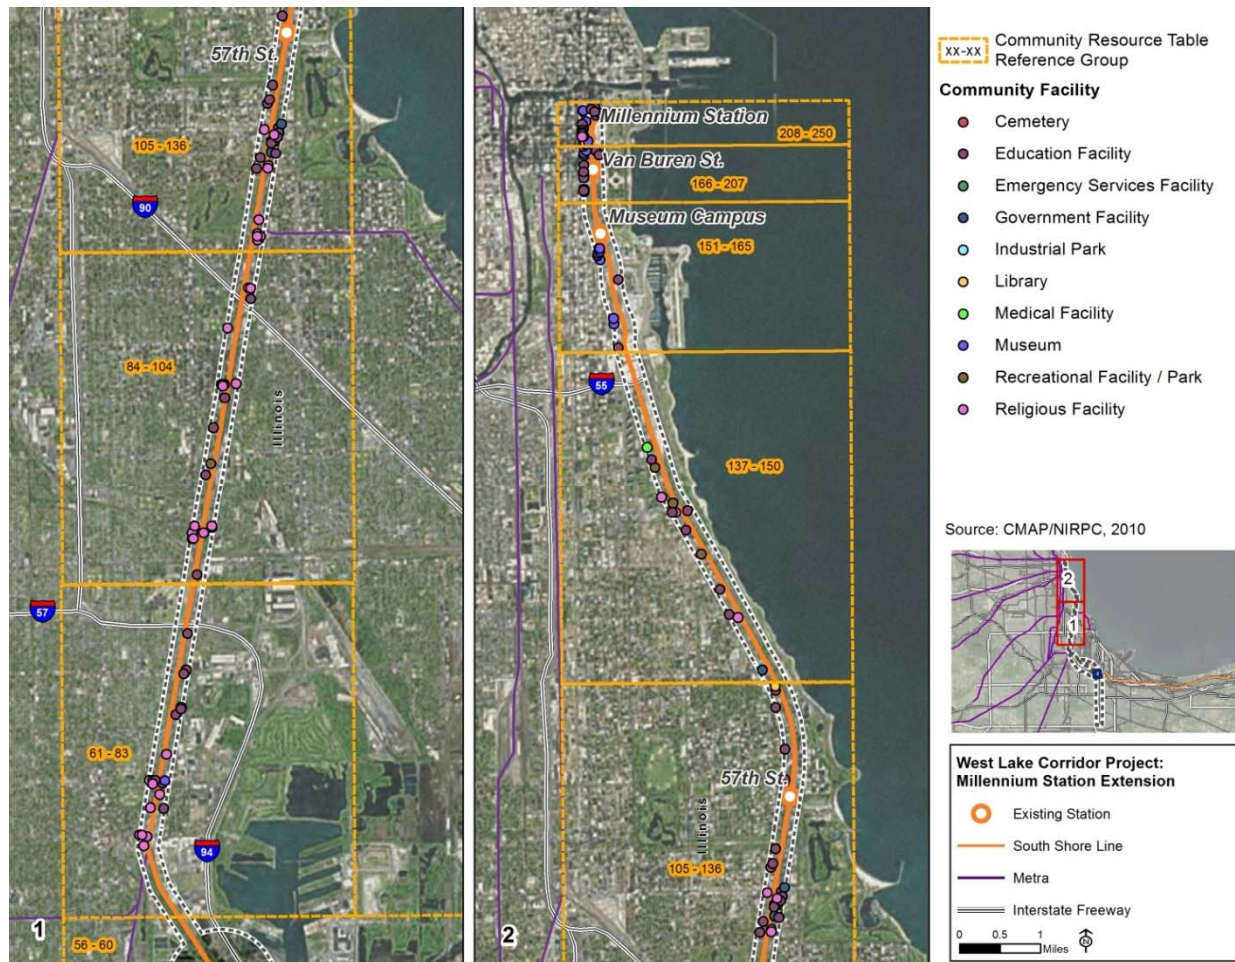 57th St.
105 - 136
90
84 - 104
Illinois
57
61 - 83
94
1
56 - 60
Millennium Station
208 - 250
Van Buren St.
166 - 207
Museum Campus
151 - 165
55
137 - 150
57th St.
Illinois
105 - 136
2
xx-xx
Community Resource Table
Reference Group
Community Facility
Cemetery
Education Facility
Emergency Services Facility
Government Facility
Industrial Park
Library
Medical Facility
Museum
Recreational Facility / Park
Religious Facility
Source: CMAP/NIRPC, 2010
2
1
West Lake Corridor Project:
Millennium Station Extension
Existing Station
South Shore Line
Metra
Interstate Freeway
0 0.5 1
Miles
N